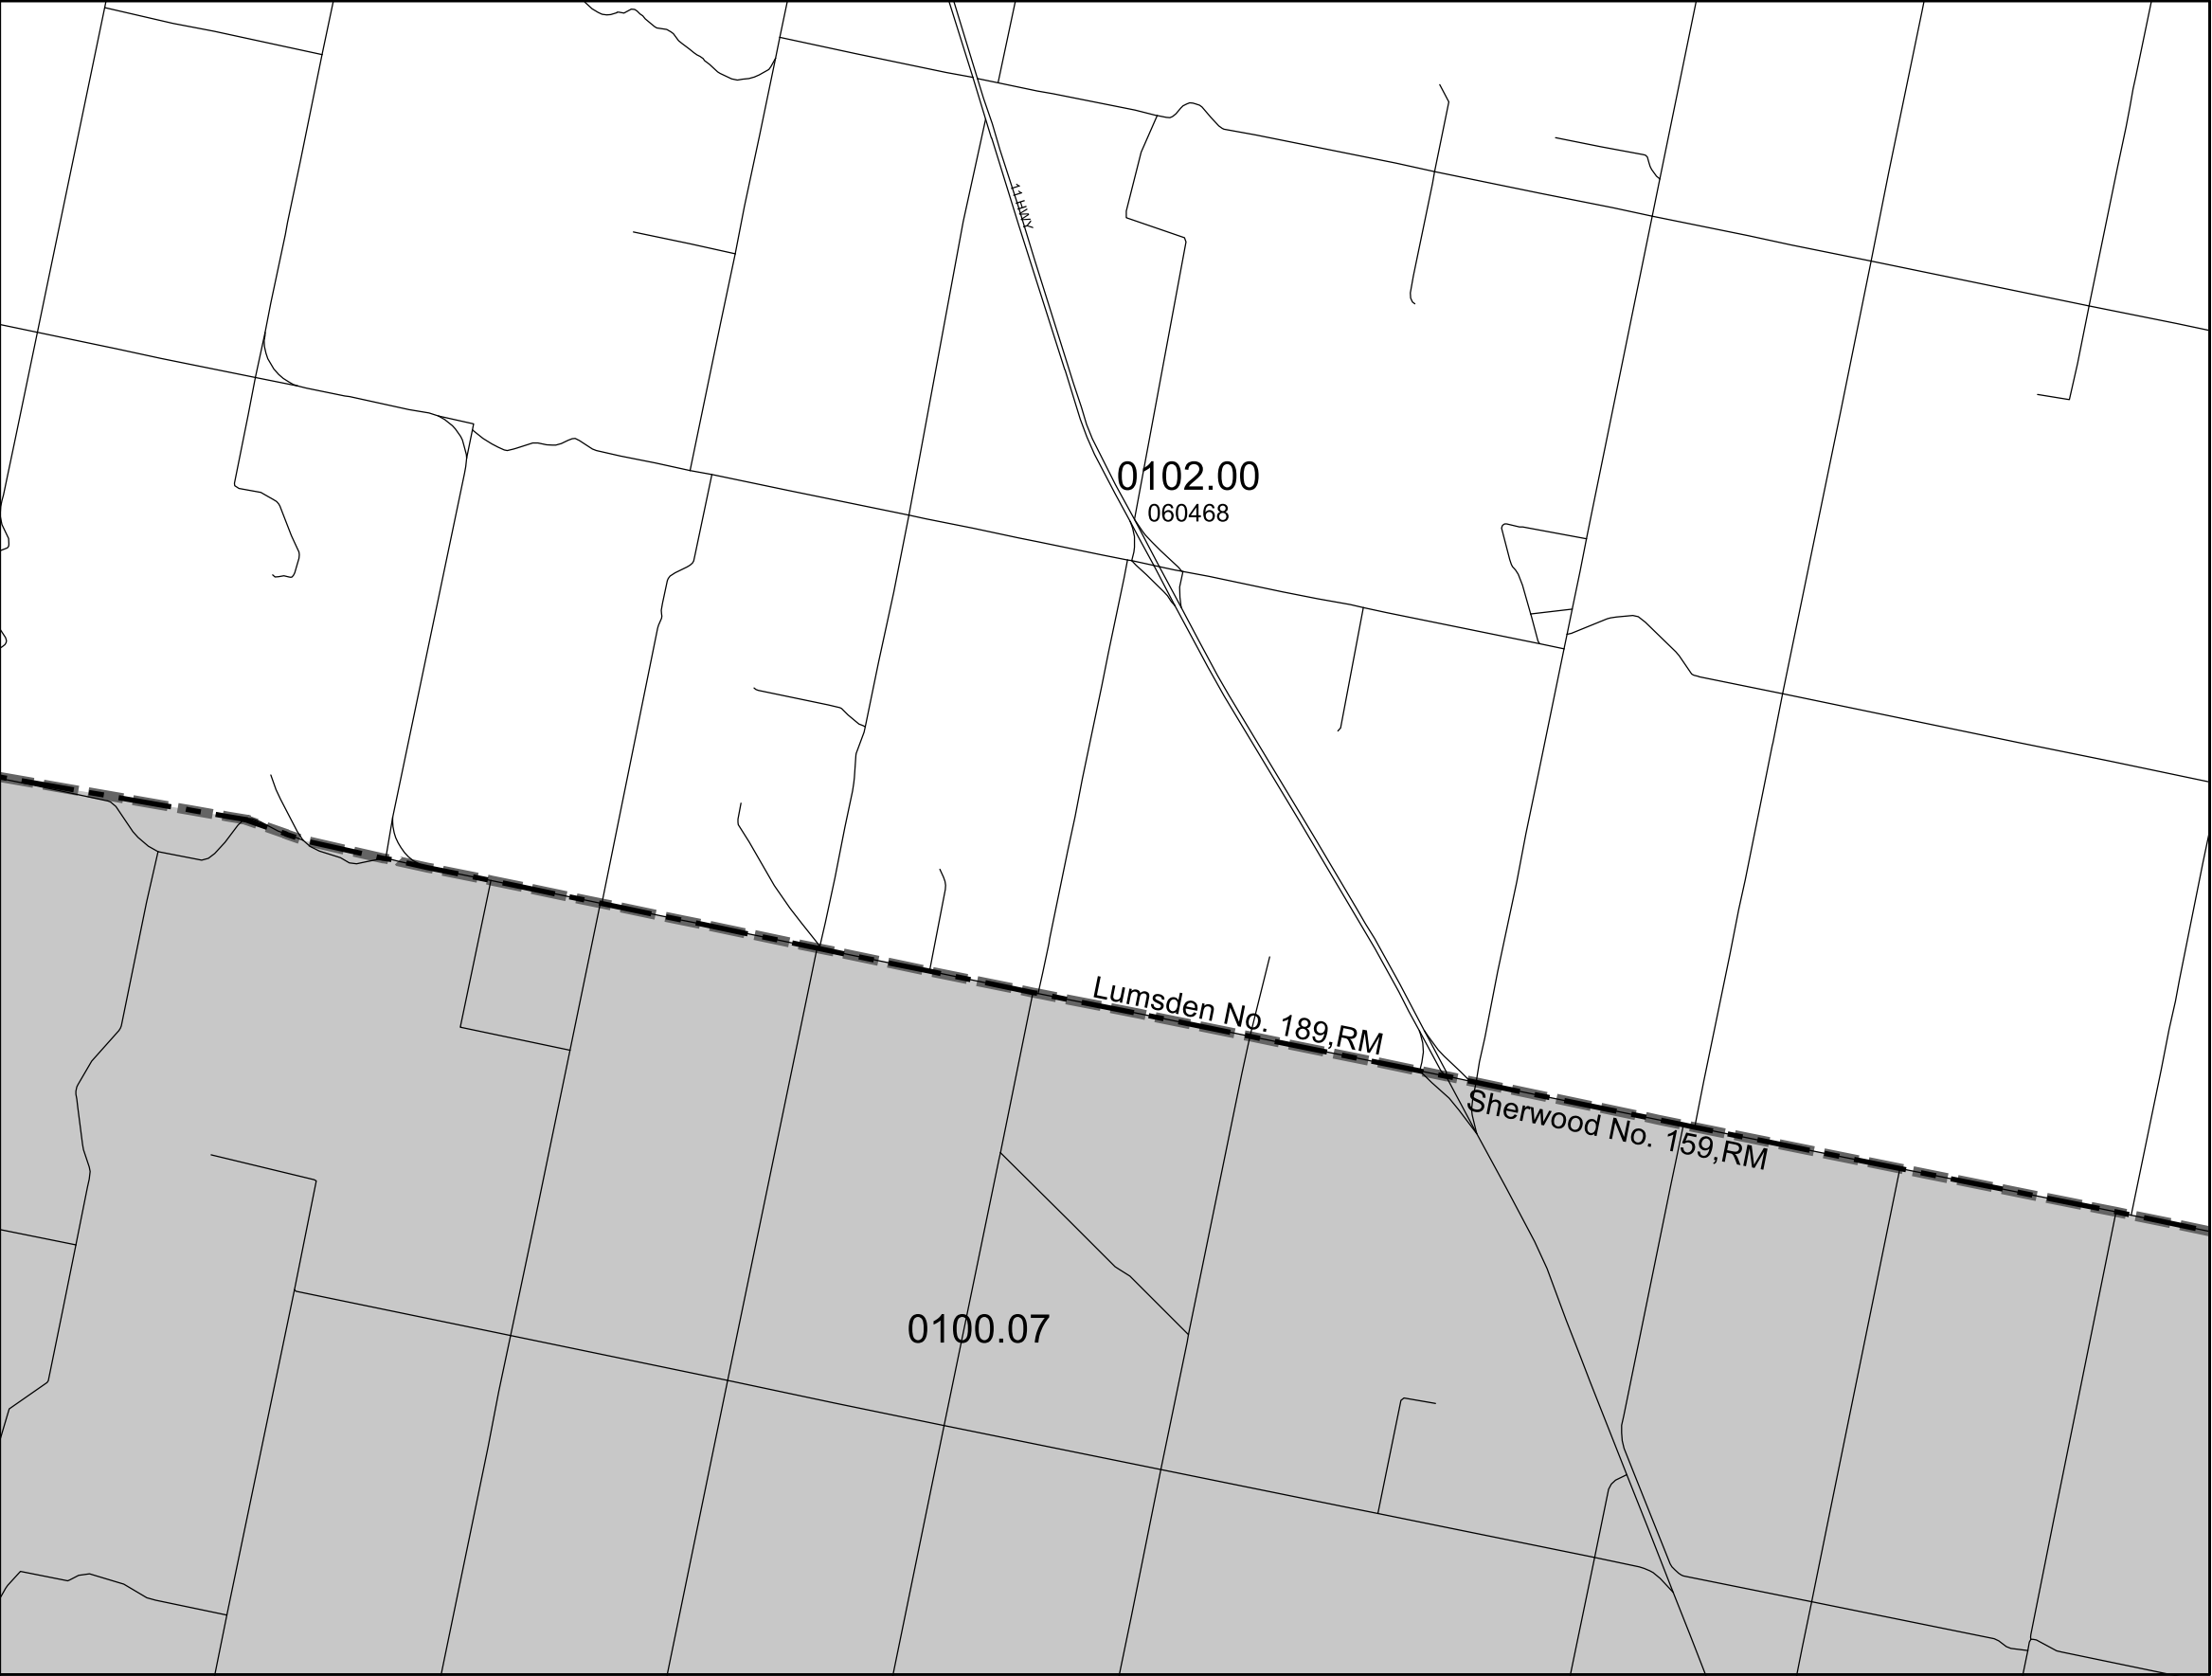 11 HWY
0102.00
060468
Lumsden No. 189,RM
Sherwood No. 159,RM
0100.07